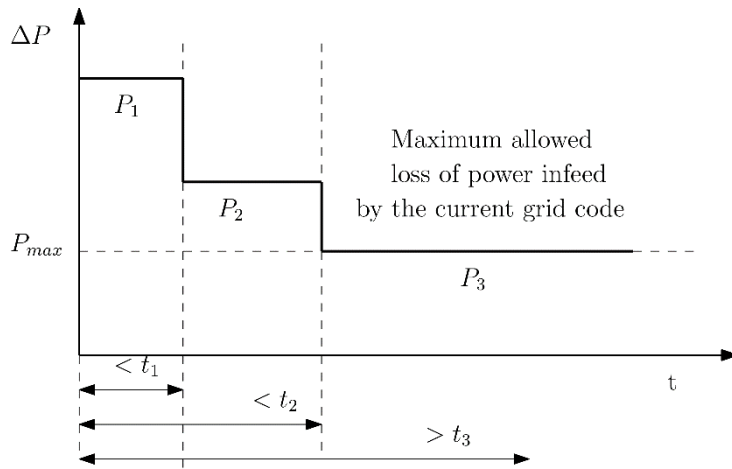 ΔP
P₁
Maximum allowed
loss of power infeed
by the current grid code
P₂
Pₘₐₓ
P₃
< t₁
t
< t₂
> t₃